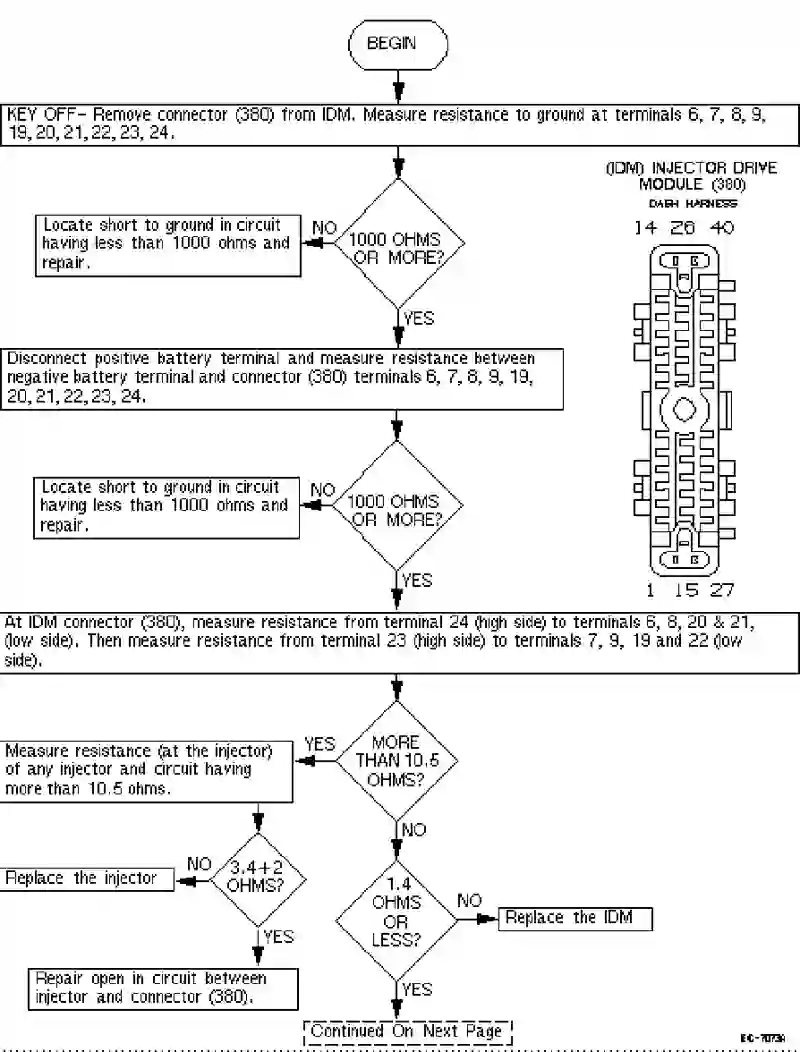 BEGIN
KEY OFF- Remove connector (380) from IDM. Measure resistance to ground at terminals 6, 7, 8, 9,
19, 20, 21, 22, 23, 24.
(IDM) INJECTOR DRIVE
MODULE (380)
DASH HARNESS
14 26 40
NO
Locate short to ground in circuit
having less than 1000 ohms and
repair.
1000 OHMS
OR MORE?
YES
Disconnect positive battery terminal and measure resistance between
negative battery terminal and connector (380) terminals 6, 7, 8, 9, 19,
20, 21, 22, 23, 24.
NO
Locate short to ground in circuit
having less than 1000 ohms and
repair.
1000 OHMS
OR MORE?
YES
1 15 27
At IDM connector (380), measure resistance from terminal 24 (high side) to terminals 6, 8, 20 & 21,
(low side). Then measure resistance from terminal 23 (high side) to terminals 7, 9, 19 and 22 (low
side).
YES
MORE
THAN 10.5
OHMS?
Measure resistance (at the injector)
of any injector and circuit having
more than 10.5 ohms.
NO
NO
3.4+2
OHMS?
Replace the injector
1.4
OHMS
OR
LESS?
NO
Replace the IDM
YES
Repair open in circuit between
injector and connector (380).
YES
Continued On Next Page